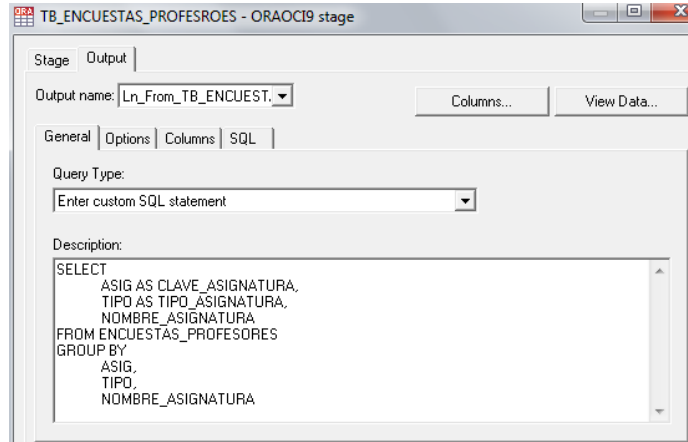 ORA
TB_ENCUESTAS_PROFESROES - ORAOCI9 stage
Stage Output
Output name: Ln_From_TB_ENCUEST.
Columns... View Data...
General Options Columns SQL
Query Type:
Enter custom SQL statement
Description:
SELECT
ASIG AS CLAVE_ASIGNATURA,
TIPO AS TIPO_ASIGNATURA,
NOMBRE_ASIGNATURA
FROM ENCUESTAS_PROFESORES
GROUP BY
ASIG,
TIPO,
NOMBRE_ASIGNATURA